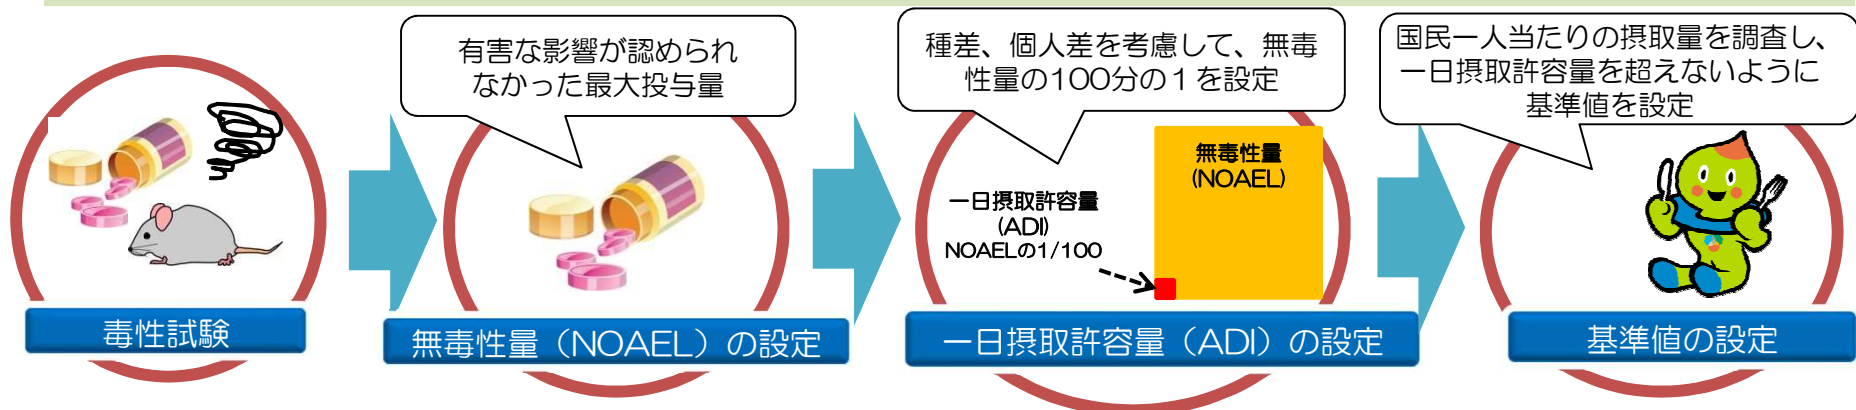 有害な影響が認められ
なかった最大投与量
種差、個人差を考慮して、無毒
性量の100分の1を設定
国民一人当たりの摂取量を調査し、
一日摂取許容量を超えないように
基準値を設定
無毒性量
(NOAEL)
一日摂取許容量
(ADI)
NOAELの1/100
毒性試験
無毒性量（NOAEL）の設定
一日摂取許容量（ADI）の設定
基準値の設定